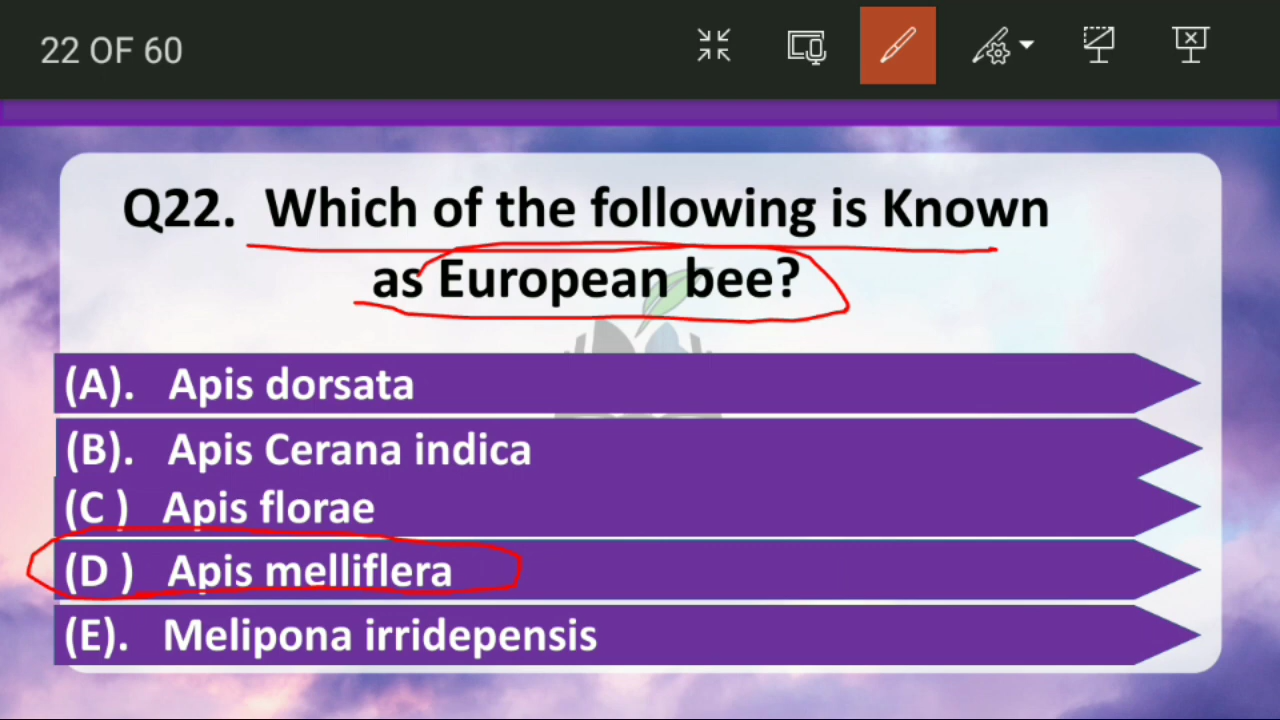 22 OF 60
Q22. Which of the following is Known
as European bee?
(A). Apis dorsata
(B). Apis Cerana indica
(C ) Apis florae
(D ) Apis melliflera
(E). Melipona irridepensis